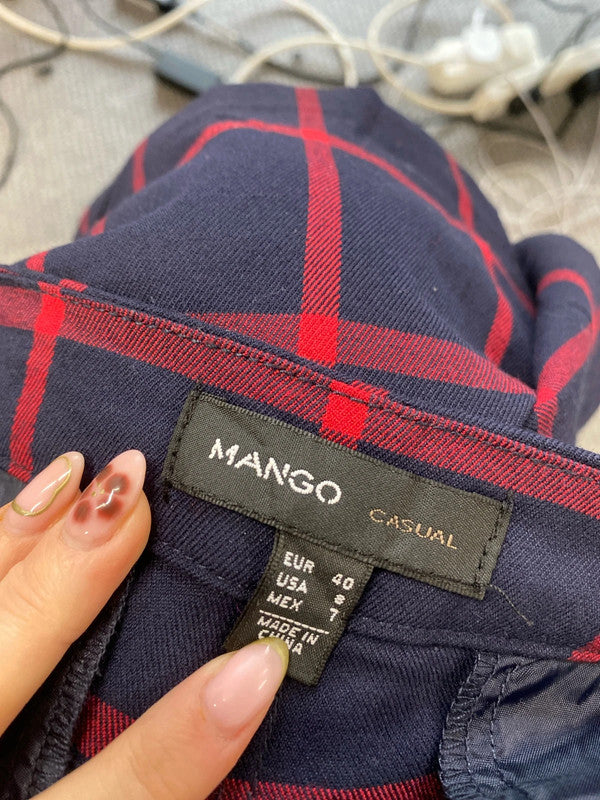 MANGO CASUAL
EUR 40
USA 8
MEX 7
MADE IN
CHINA